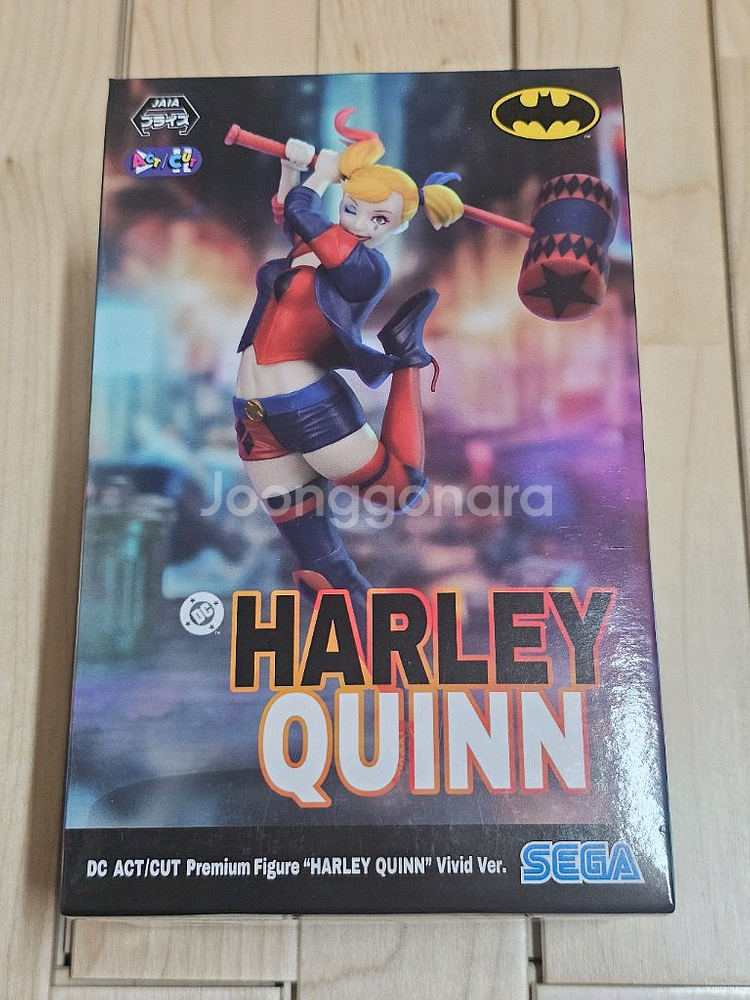 JAIA
プライズ
ACT/CUT
Joonggonara
DC
HARLEY
QUINN
DC ACT/CUT Premium Figure “HARLEY QUINN” Vivid Ver.
SEGA